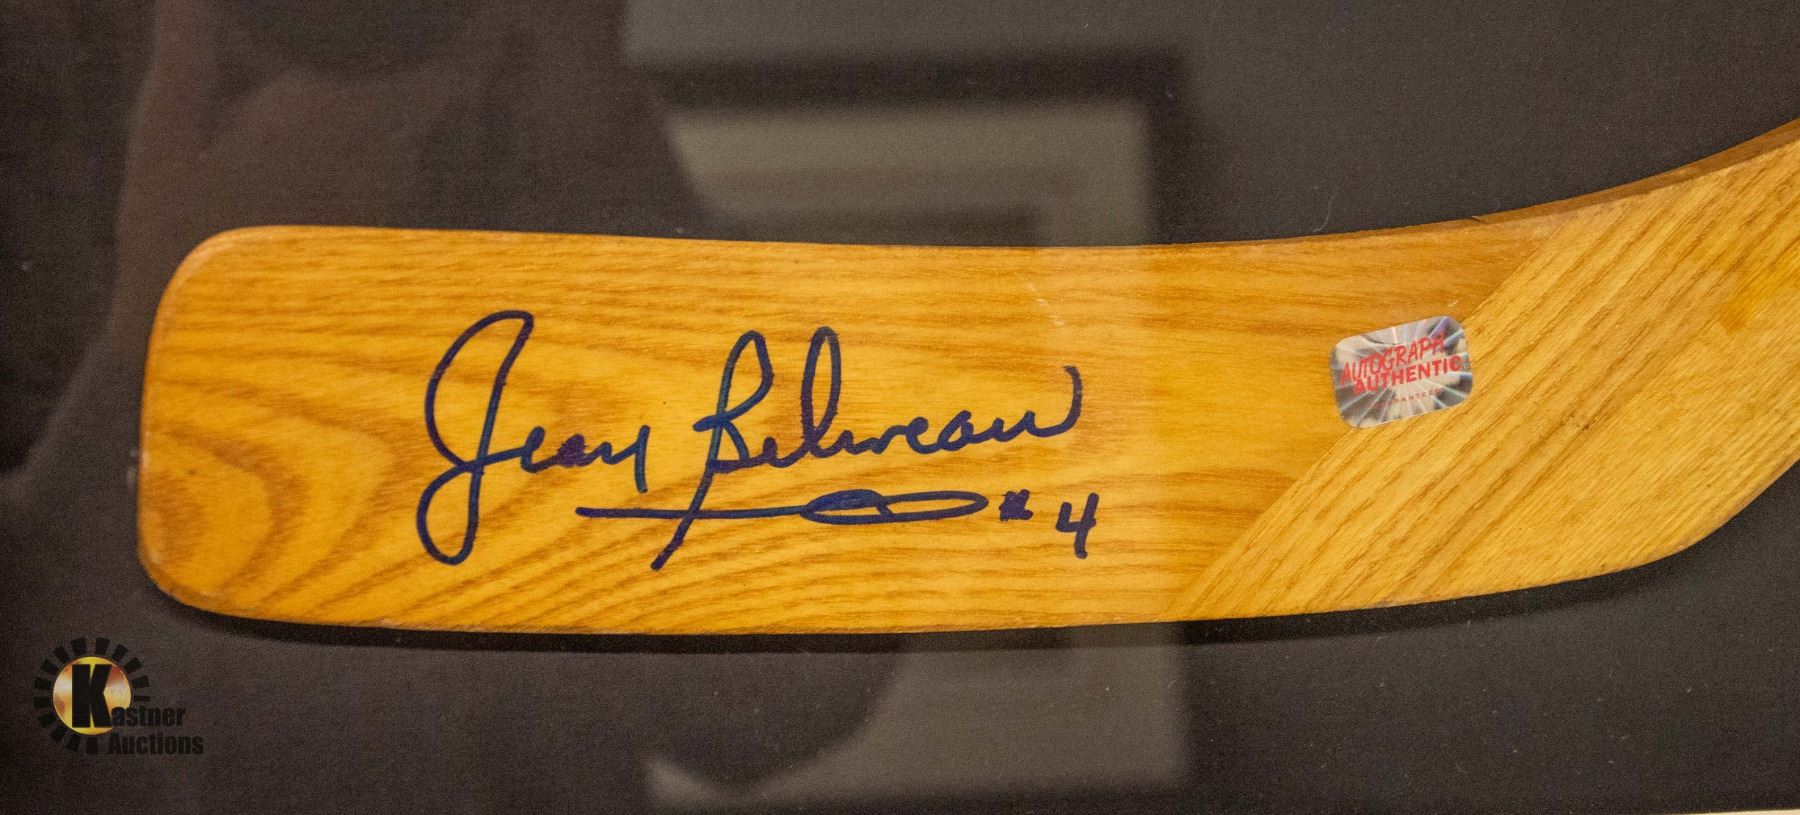 Jean Beliveau
# 4
AUTOGRAPH
AUTHENTIC
Kastner
Auctions